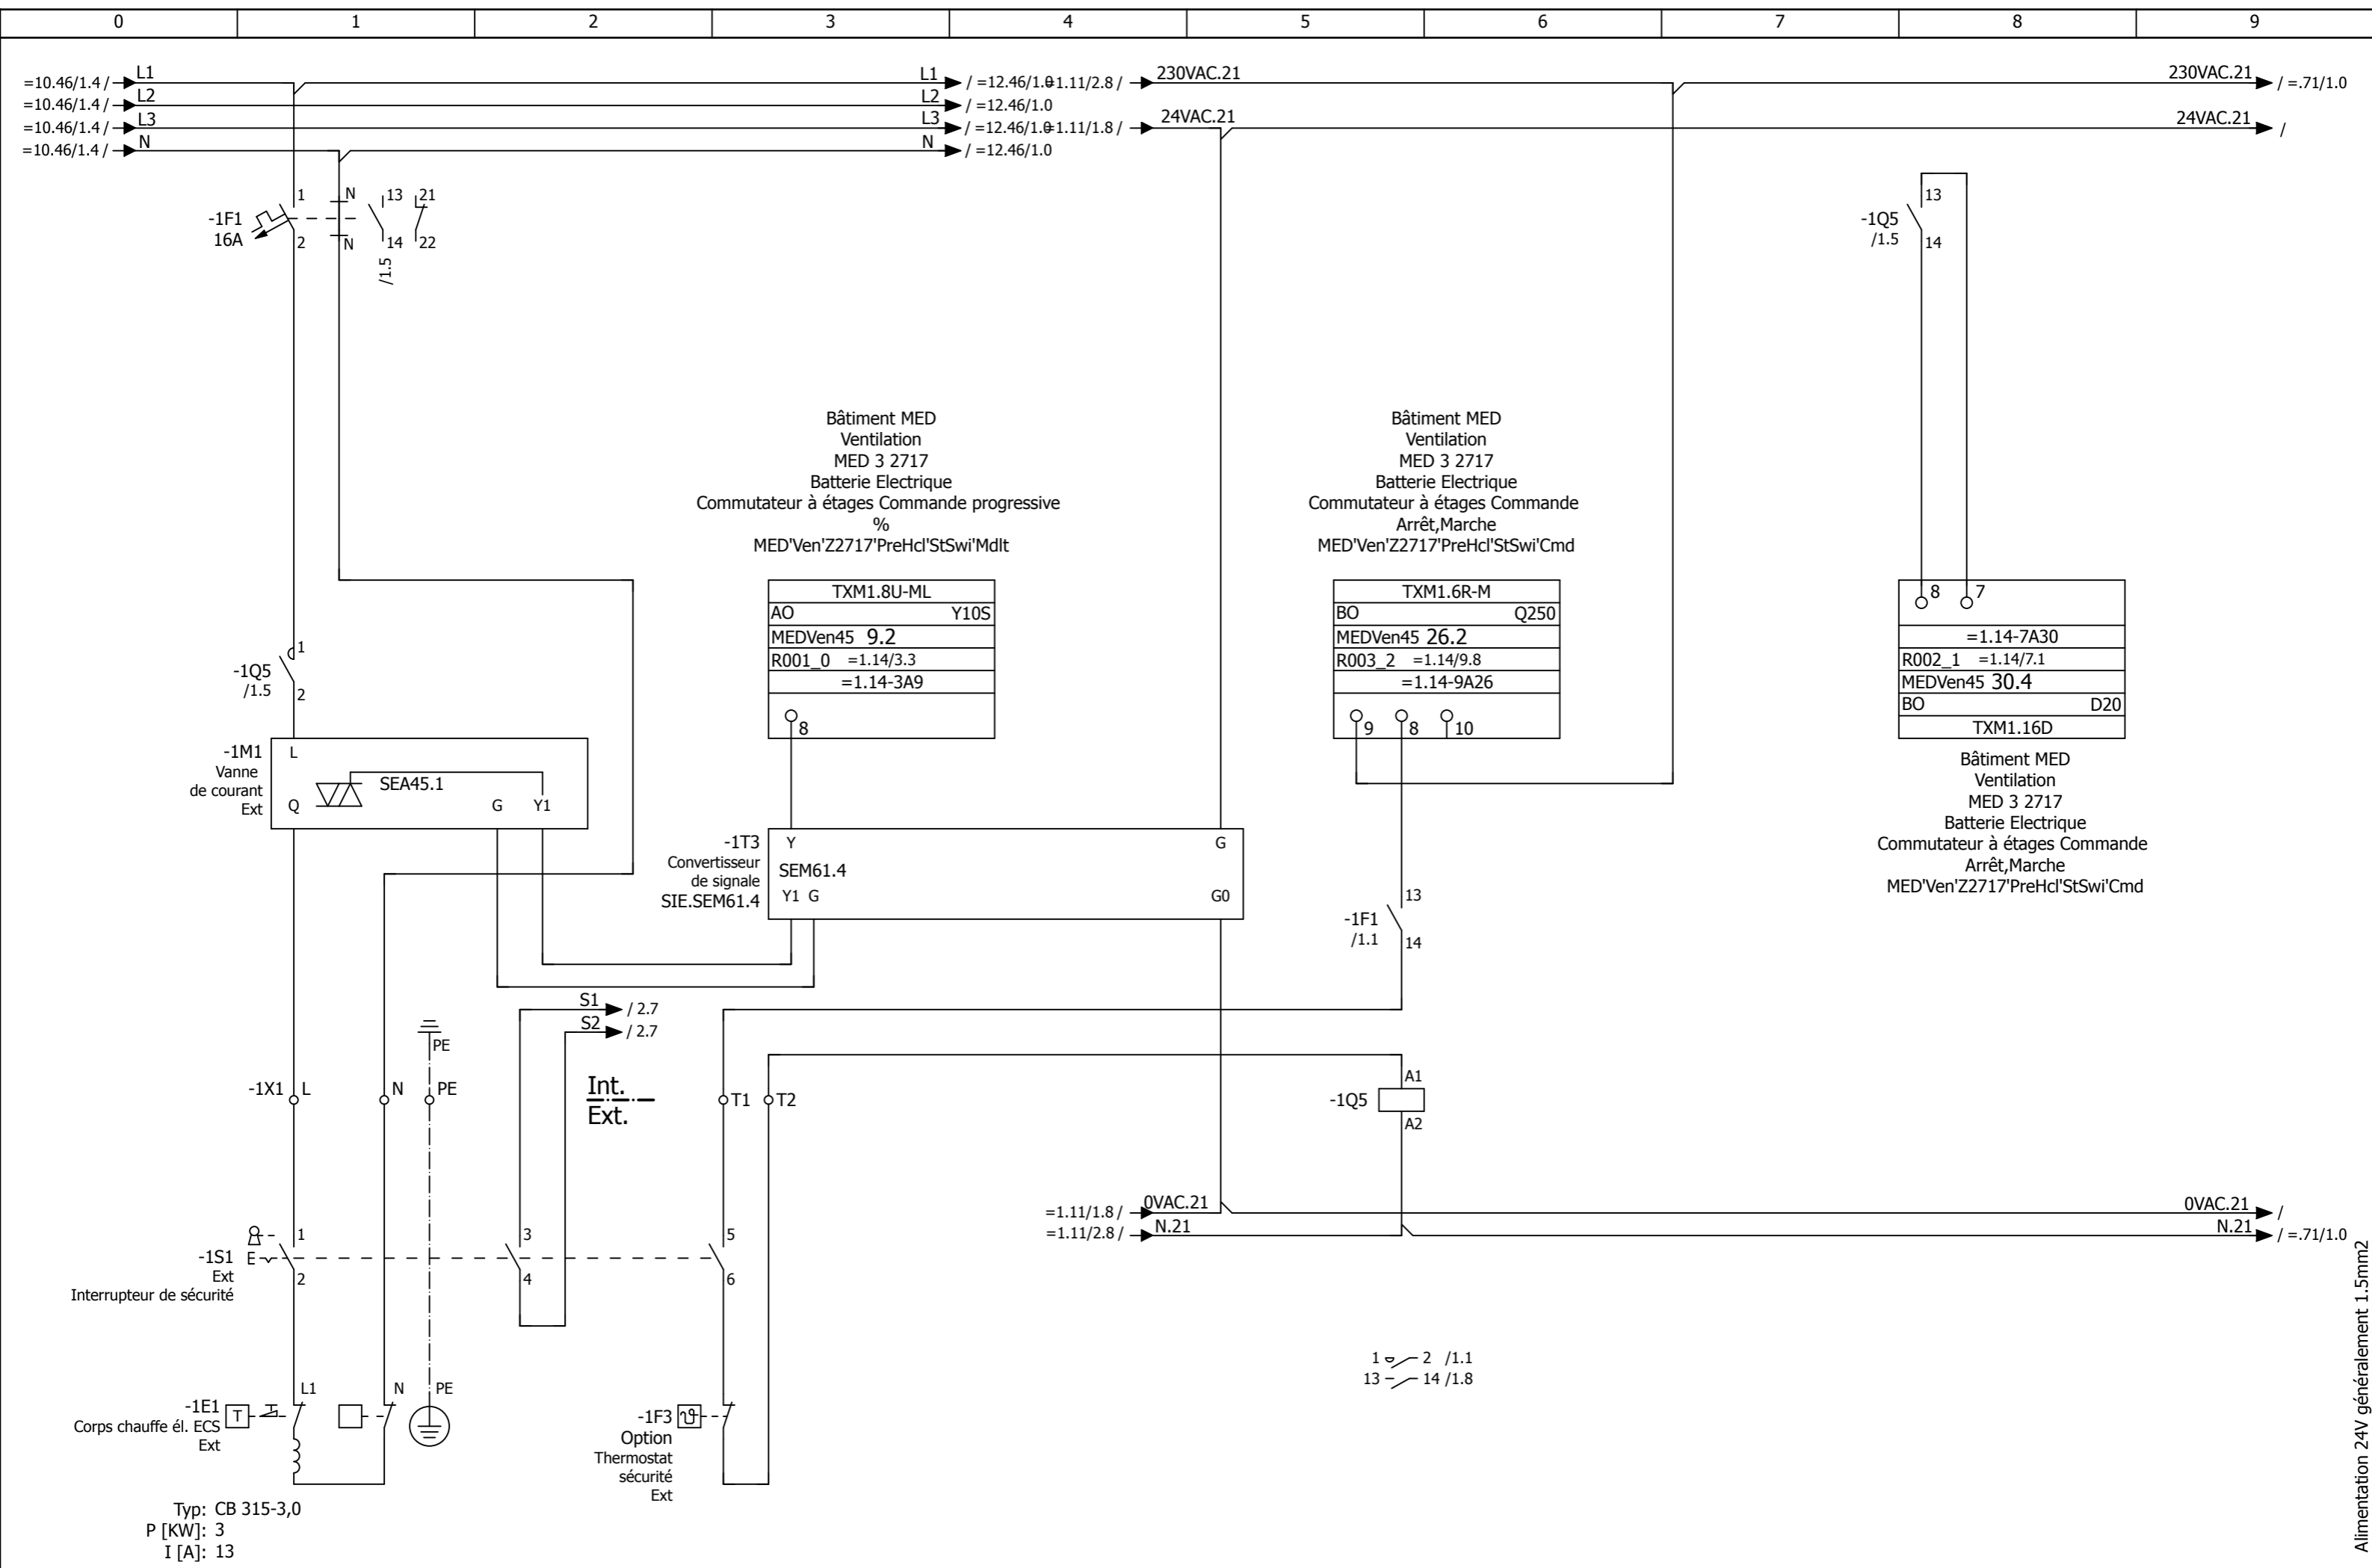 0 1 2 3 4 5 6 7 8 9
=10.46/1.4 / L1 L1 / =12.46/1.0
=1.11/2.8 / 230VAC.21 230VAC.21 / =.71/1.0
=10.46/1.4 / L2 L2 / =12.46/1.0
=10.46/1.4 / L3 L3 / =12.46/1.0
=1.11/1.8 / 24VAC.21 24VAC.21 /
=10.46/1.4 / N N / =12.46/1.0
1 N 13 21
-1F1
16A
2 N 14 22
/1.5
13
-1Q5
/1.5
14
Bâtiment MED
Ventilation
MED 3 2717
Batterie Electrique
Commutateur à étages Commande progressive
%
MED'Ven'Z2717'PreHcl'StSwi'Mdlt
Bâtiment MED
Ventilation
MED 3 2717
Batterie Electrique
Commutateur à étages Commande
Arrêt,Marche
MED'Ven'Z2717'PreHcl'StSwi'Cmd
TXM1.8U-ML
AO Y10S
MEDVen45 9.2
R001_0 =1.14/3.3
=1.14-3A9
8
TXM1.6R-M
BO Q250
MEDVen45 26.2
R003_2 =1.14/9.8
=1.14-9A26
9 8 10
8 7
=1.14-7A30
R002_1 =1.14/7.1
MEDVen45 30.4
BO D20
TXM1.16D
Bâtiment MED
Ventilation
MED 3 2717
Batterie Electrique
Commutateur à étages Commande
Arrêt,Marche
MED'Ven'Z2717'PreHcl'StSwi'Cmd
1
-1Q5
/1.5
2
-1M1
Vanne
de courant
Ext
L
SEA45.1
Q G Y1
-1T3
Convertisseur
de signale
SIE.SEM61.4
Y G
SEM61.4
Y1 G G0
13
-1F1
/1.1
14
S1 / 2.7
S2 / 2.7
PE
-1X1 L N PE
Int.
Ext.
T1 T2
A1
-1Q5
A2
=1.11/1.8 / 0VAC.21 0VAC.21 /
=1.11/2.8 / N.21 N.21 / =.71/1.0
1 3 5
-1S1 E
Ext
Interrupteur de sécurité
2 4 6
1 2 /1.1
13 14 /1.8
L1 N PE
-1E1 T
Corps chauffe él. ECS
Ext
-1F3 ϑ
Option
Thermostat
sécurité
Ext
Typ: CB 315-3,0
P [KW]: 3
I [A]: 13
Alimentation 24V généralement 1.5mm2